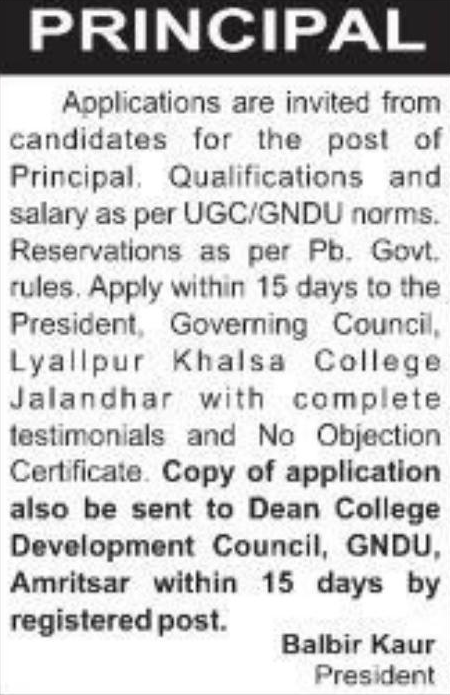 PRINCIPAL
Applications are invited from
candidates for the post of
Principal. Qualifications and
salary as per UGC/GNDU norms.
Reservations as per Pb. Govt.
rules. Apply within 15 days to the
President, Governing Council,
Lyallpur Khalsa College
Jalandhar with complete
testimonials and No Objection
Certificate. Copy of application
also be sent to Dean College
Development Council, GNDU,
Amritsar within 15 days by
registered post.
Balbir Kaur
President